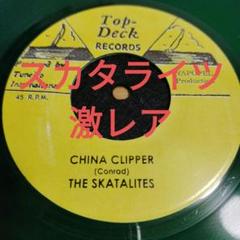 Top-
Deck
RECORDS
スカタライツ
45 R.P.M.
激レア
CHINA CLIPPER
(Conrad)
THE SKATALITES